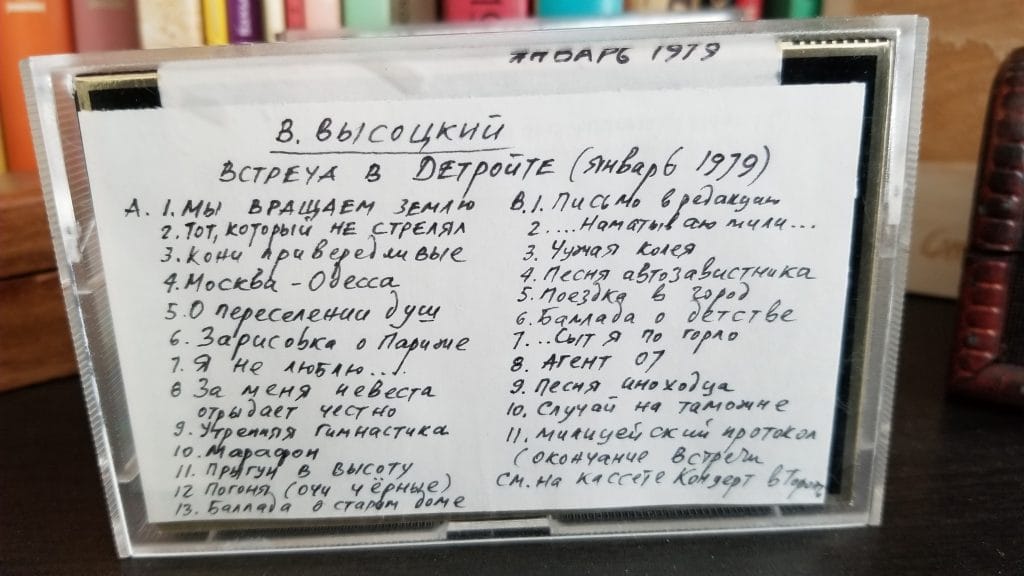 ЯНВАРЬ 1979
В. ВЫСОЦКИЙ
ВСТРЕЧА В ДЕТРОЙТЕ (ЯНВАРЬ 1979)
А. 1. МЫ ВРАЩАЕМ ЗЕМЛЮ
2. ТОТ, КОТОРЫЙ НЕ СТРЕЛЯЛ
3. КОНИ ПРИВЕРЕДЛИВЫЕ
4. МОСКВА - ОДЕССА
5. О ПЕРЕСЕЛЕНИИ ДУШ
6. ЗАРИСОВКА О ПАРИЖЕ
7. Я НЕ ЛЮБЛЮ...
8 ЗА МЕНЯ НЕВЕСТА
ОТРЫДАЕТ ЧЕСТНО
9. УТРЕННЯЯ ГИМНАСТИКА
10. МАРАФОН
11. ПРЫГУН В ВЫСОТУ
12 ПОГОНЯ (ОЧИ ЧЁРНЫЕ)
13. БАЛЛАДА О СТАРОМ ДОМЕ
В. 1. ПИСЬМО В РЕДАКЦИЮ
2. ...НАМАТЫВАЮ МИЛИ...
3. ЧУЖАЯ КОЛЕЯ
4. ПЕСНЯ АВТОЗАВИСТНИКА
5. ПОЕЗДКА В ГОРОД
6. БАЛЛАДА О ДЕТСТВЕ
7. ...СЫТ Я ПО ГОРЛО
8. АГЕНТ 07
9. ПЕСНЯ ИНОХОДЦА
10. СЛУЧАЙ НА ТАМОЖНЕ
11. МИЛИЦЕЙСКИЙ ПРОТОКОЛ
(ОКОНЧАНИЕ ВСТРЕЧИ
СМ. НА КАССЕТЕ КОНЦЕРТ В